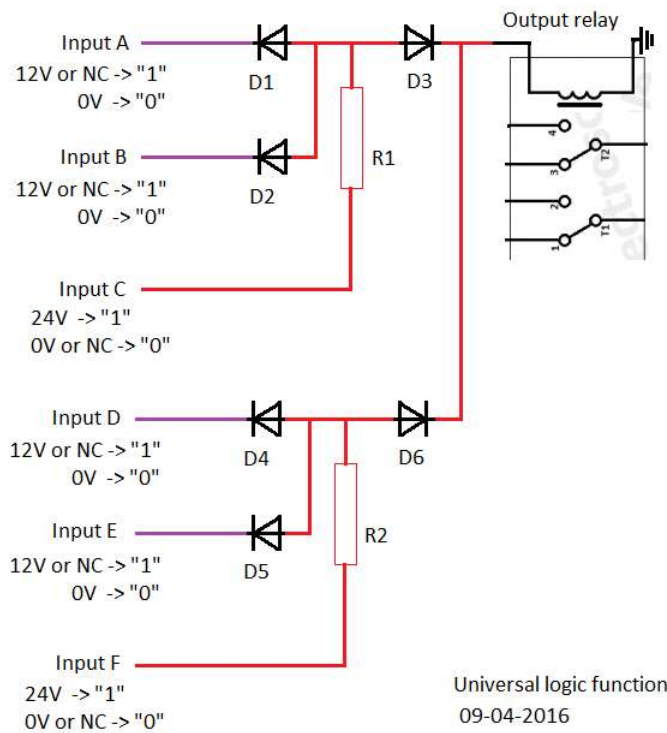 Output relay
Input A
12V or NC -> "1"
0V -> "0"
D1
D3
R1
Input B
12V or NC -> "1"
0V -> "0"
D2
4
3
T2
2
1
T1
ectrosc
Input C
24V -> "1"
0V or NC -> "0"
Input D
12V or NC -> "1"
0V -> "0"
D4
D6
R2
Input E
12V or NC -> "1"
0V -> "0"
D5
Input F
24V -> "1"
0V or NC -> "0"
Universal logic function
09-04-2016